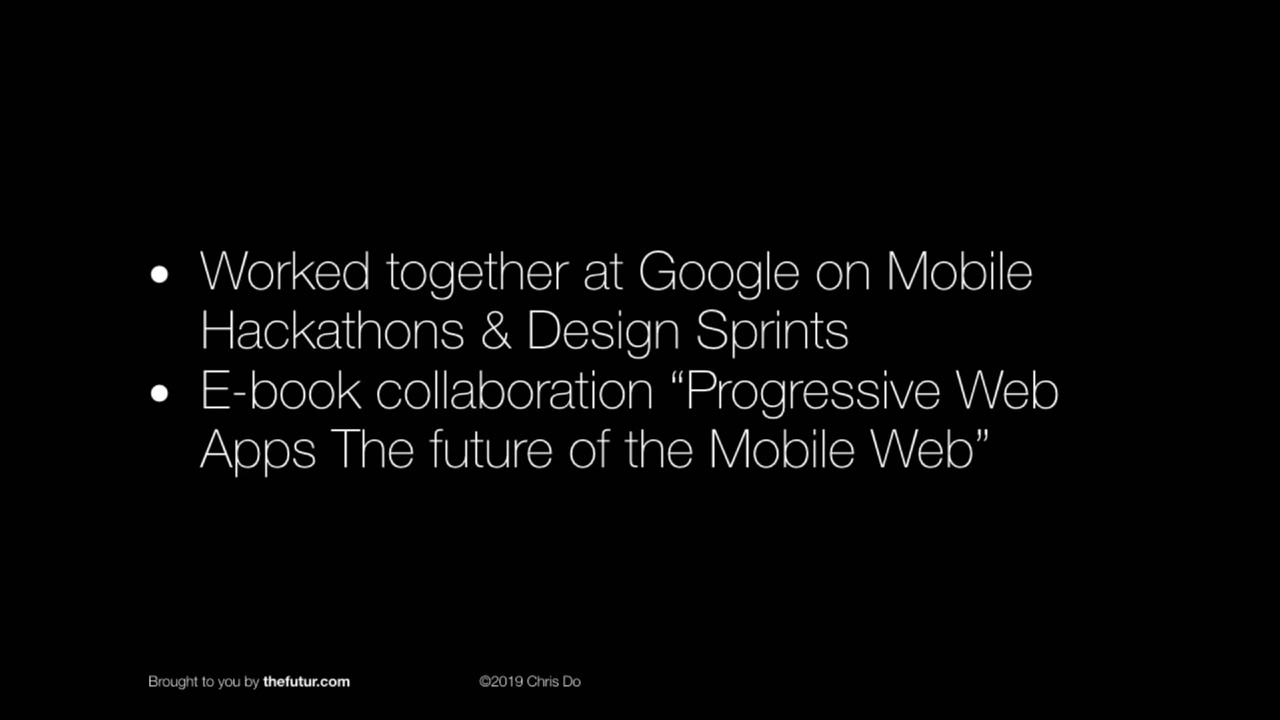 • Worked together at Google on Mobile
Hackathons & Design Sprints
• E-book collaboration “Progressive Web
Apps The future of the Mobile Web”
Brought to you by thefutur.com
©2019 Chris Do